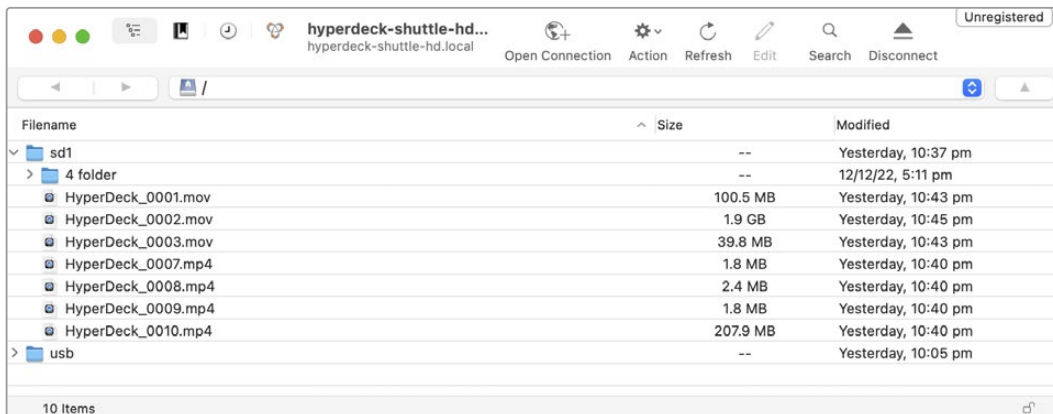 hyperdeck-shuttle-hd... Unregistered
hyperdeck-shuttle-hd.local
Open Connection Action Refresh Edit Search Disconnect
/
Filename Size Modified
sd1 -- Yesterday, 10:37 pm
4 folder -- 12/12/22, 5:11 pm
HyperDeck_0001.mov 100.5 MB Yesterday, 10:43 pm
HyperDeck_0002.mov 1.9 GB Yesterday, 10:45 pm
HyperDeck_0003.mov 39.8 MB Yesterday, 10:43 pm
HyperDeck_0007.mp4 1.8 MB Yesterday, 10:40 pm
HyperDeck_0008.mp4 2.4 MB Yesterday, 10:40 pm
HyperDeck_0009.mp4 1.8 MB Yesterday, 10:40 pm
HyperDeck_0010.mp4 207.9 MB Yesterday, 10:40 pm
usb -- Yesterday, 10:05 pm
10 Items